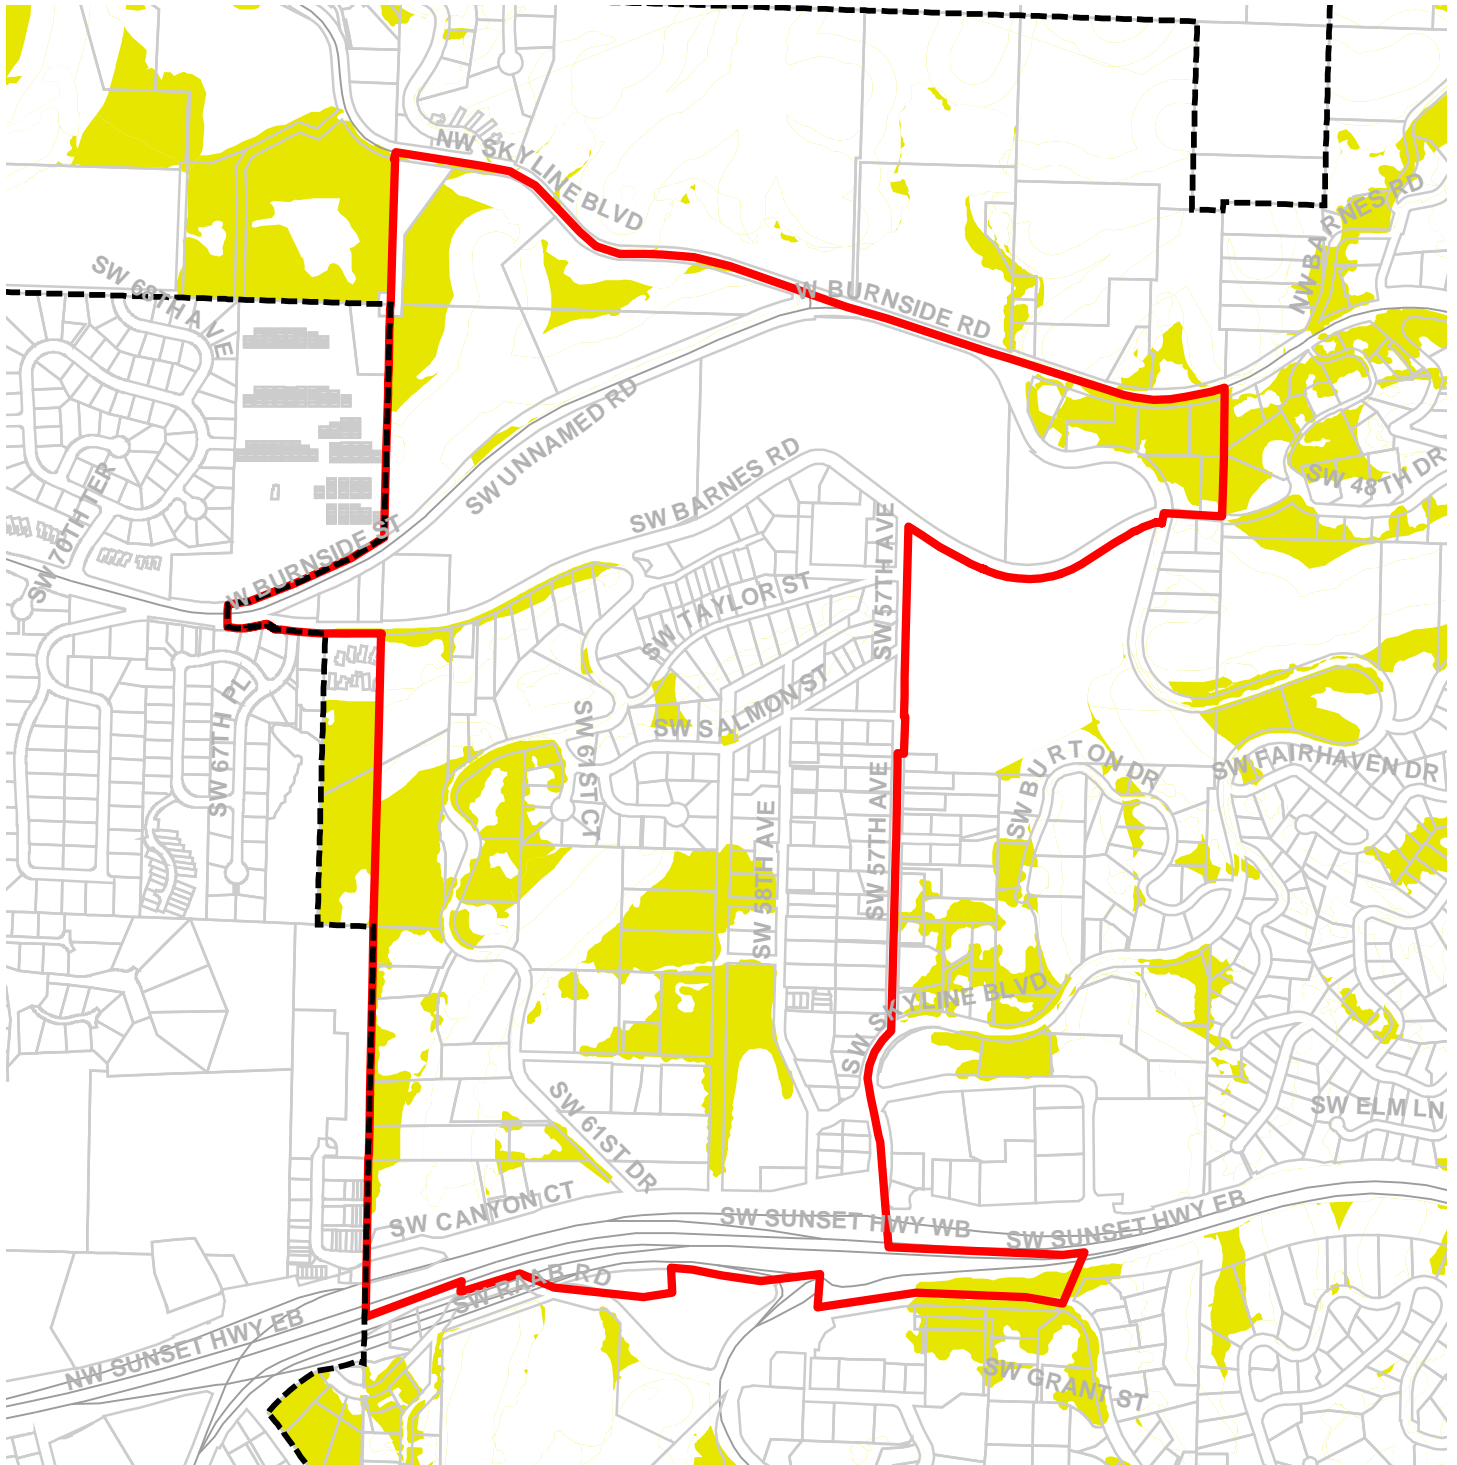 NW SKYLINE BLVD
NW BARNES RD
SW 68TH AVE
W BURNSIDE RD
SW UNNAMED RD
SW BARNES RD
SW 48TH DR
SW 70TH TER
W BURNSIDE ST
SW 57TH AVE
SW TAYLOR ST
SW 67TH PL
SW SALMON ST
SW 61ST CT
SW BURTON DR
SW FAIRHAVEN DR
SW 58TH AVE
SW 57TH AVE
SW SKYLINE BLVD
SW ELM LN
SW 61ST DR
SW CANYON CT
SW SUNSET HWY WB
SW SUNSET HWY EB
SW RAAB RD
NW SUNSET HWY EB
SW GRANT ST